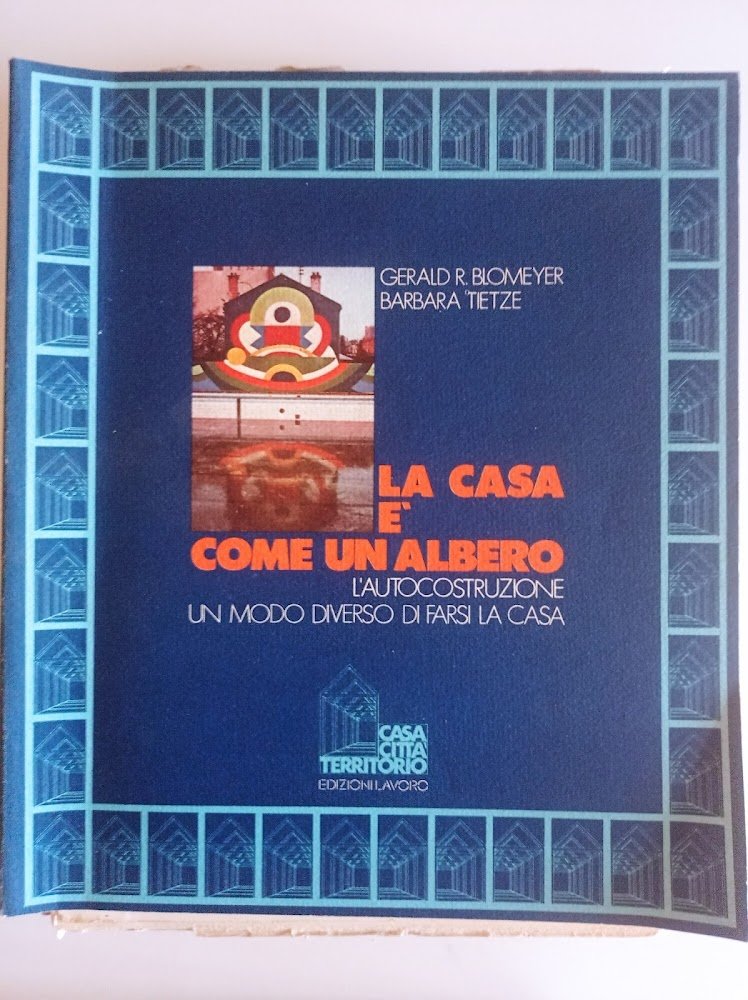 GERALD R. BLOMEYER
BARBARA TIETZE
LA CASA
E'
COME UN ALBERO
L'AUTOCOSTRUZIONE
UN MODO DIVERSO DI FARSI LA CASA
CASA
CITTÀ
TERRITORIO
EDIZIONI LAVORO